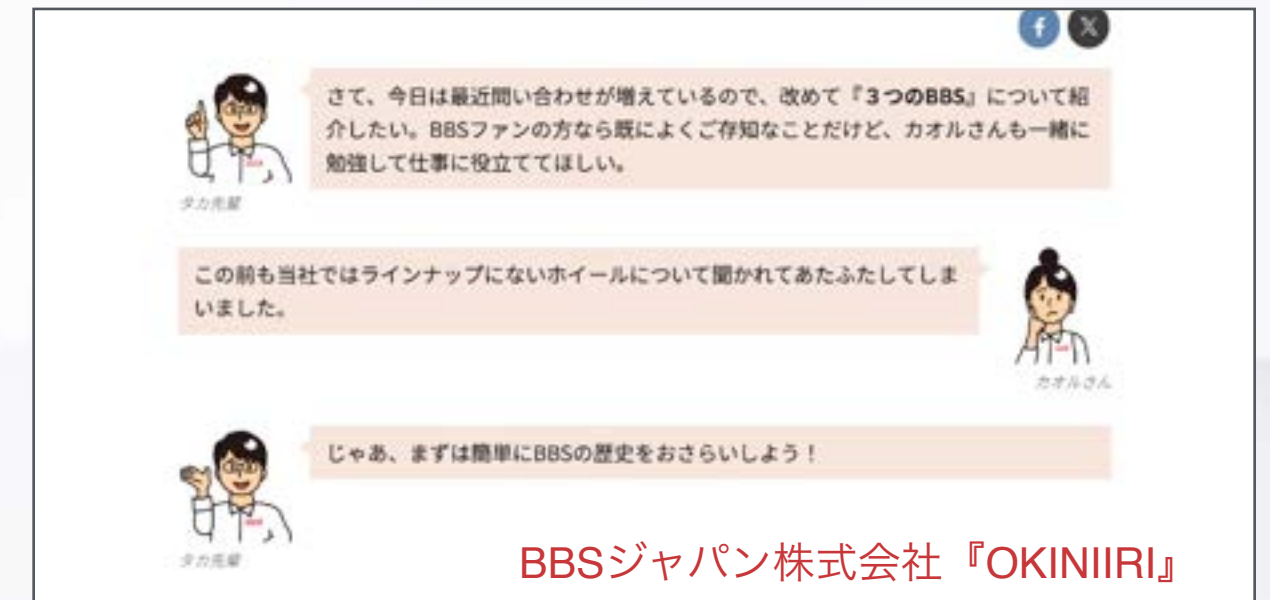 さて、今日は最近問い合わせが増えているので、改めて『３つのBBS』について紹
介したい。BBSファンの方なら既によくご存知なことだけど、カオルさんも一緒に
勉強して仕事に役立ててほしい。
タカ先輩
この前も当社ではラインナップにないホイールについて聞かれてあたふたしてしま
いました。
カオルさん
じゃあ、まずは簡単にBBSの歴史をおさらいしよう！
タカ先輩
BBSジャパン株式会社『OKINIIRI』